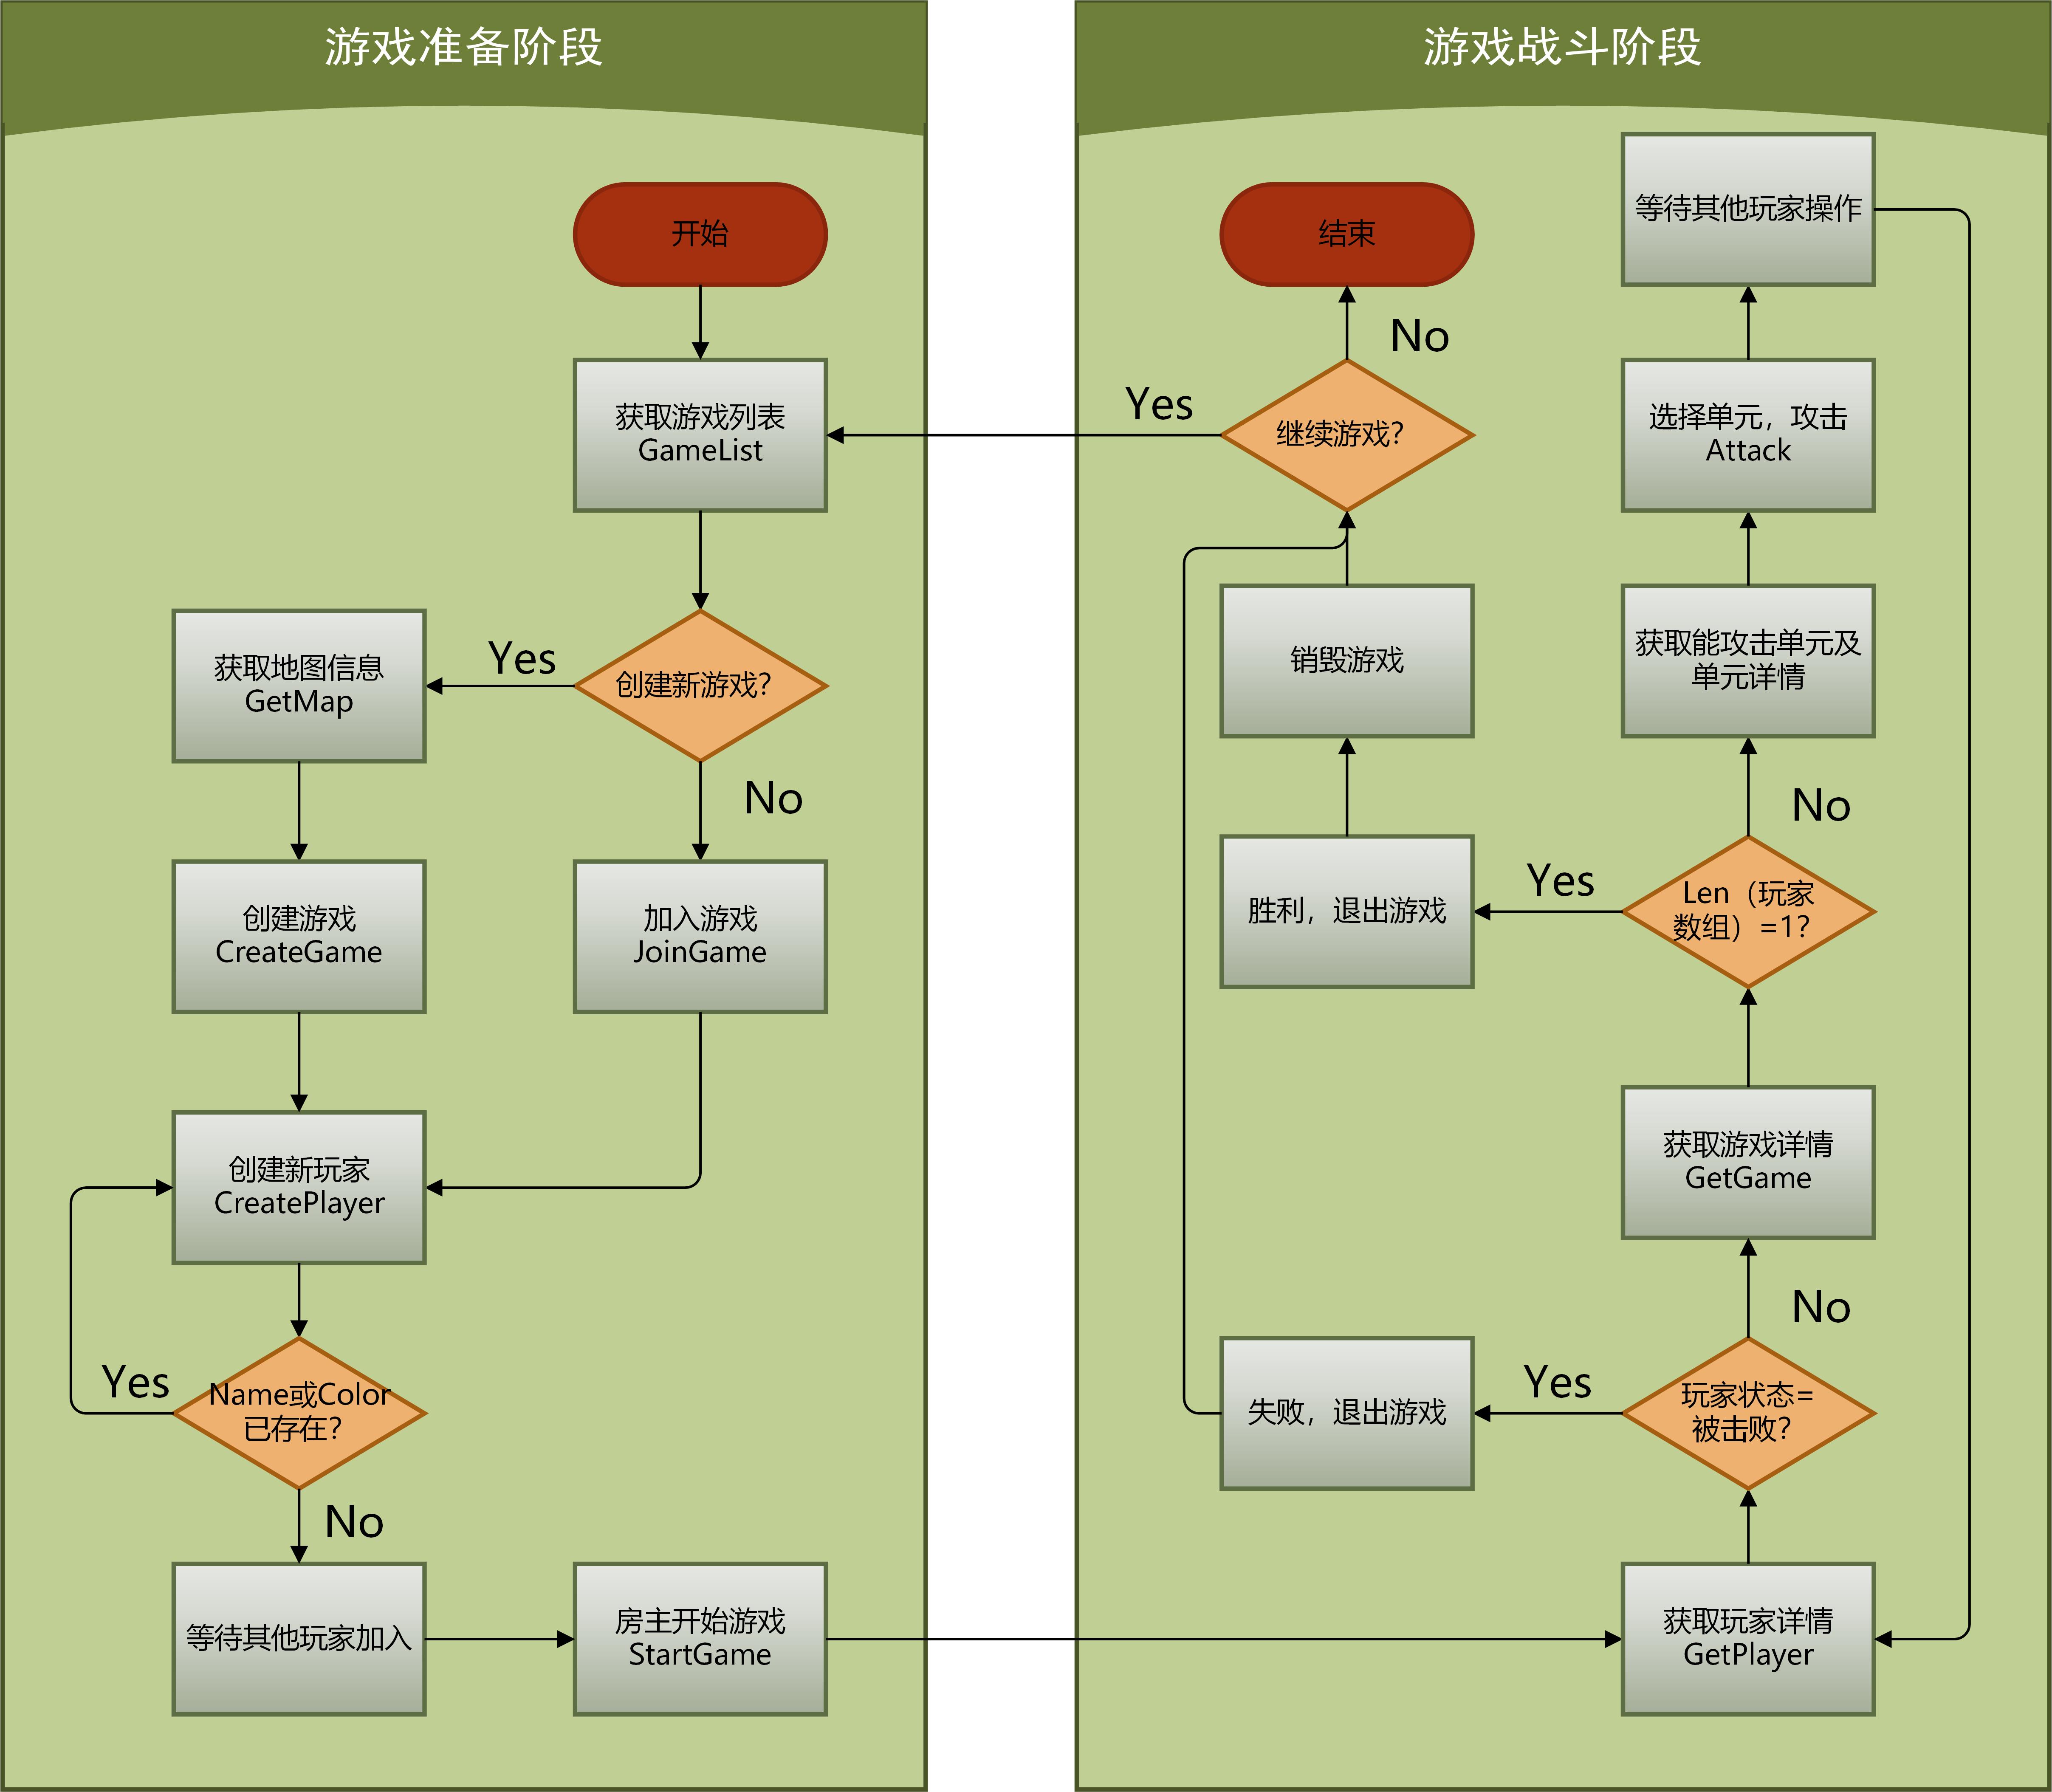 游戏准备阶段
开始
获取游戏列表
GameList
创建新游戏?
Yes
No
获取地图信息
GetMap
创建游戏
CreateGame
加入游戏
JoinGame
创建新玩家
CreatePlayer
Name或Color
已存在?
Yes
No
等待其他玩家加入
房主开始游戏
StartGame
游戏战斗阶段
结束
No
Yes
继续游戏?
销毁游戏
胜利，退出游戏
失败，退出游戏
等待其他玩家操作
选择单元，攻击
Attack
获取能攻击单元及
单元详情
No
Yes
Len（玩家
数组）=1?
获取游戏详情
GetGame
No
Yes
玩家状态=
被击败?
获取玩家详情
GetPlayer